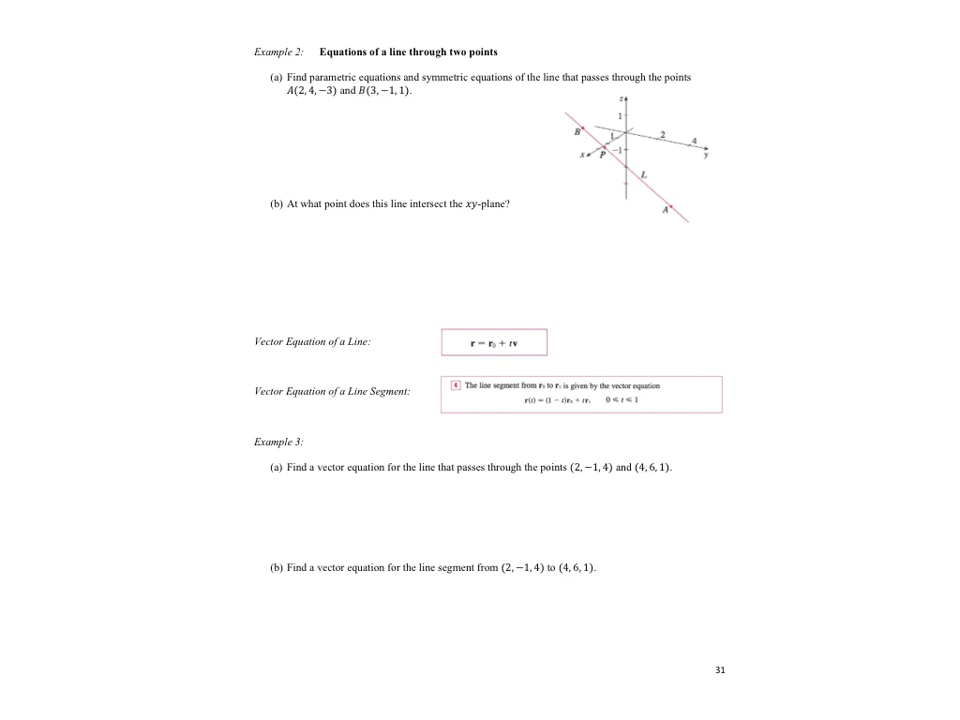 Example 2: Equations of a line through two points
(a) Find parametric equations and symmetric equations of the line that passes through the points
A(2, 4, −3) and B(3, −1, 1).
z
1
B
1
2
4
x
P
−1
y
L
A
(b) At what point does this line intersect the xy-plane?
Vector Equation of a Line:
r = r₀ + tv
Vector Equation of a Line Segment:
4 The line segment from r₀ to r₁ is given by the vector equation
r(t) = (1 − t)r₀ + tr₁ 0 ≤ t ≤ 1
Example 3:
(a) Find a vector equation for the line that passes through the points (2, −1, 4) and (4, 6, 1).
(b) Find a vector equation for the line segment from (2, −1, 4) to (4, 6, 1).
31